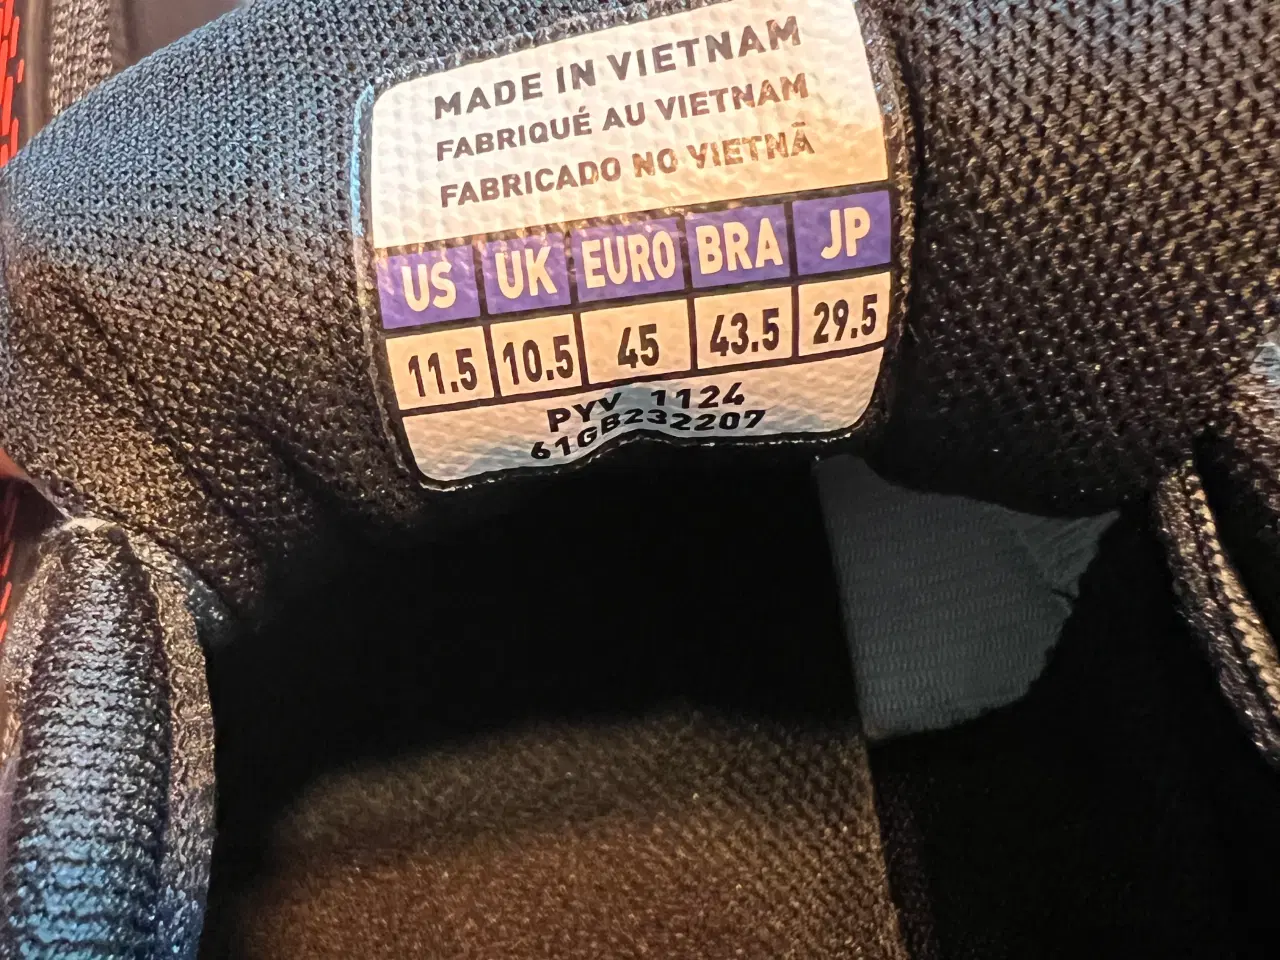 MADE IN VIETNAM
FABRIQUÉ AU VIETNAM
FABRICADO NO VIETNÃ
US UK EURO BRA JP
11.5 10.5 45 43.5 29.5
PYV 1124
61GB232207